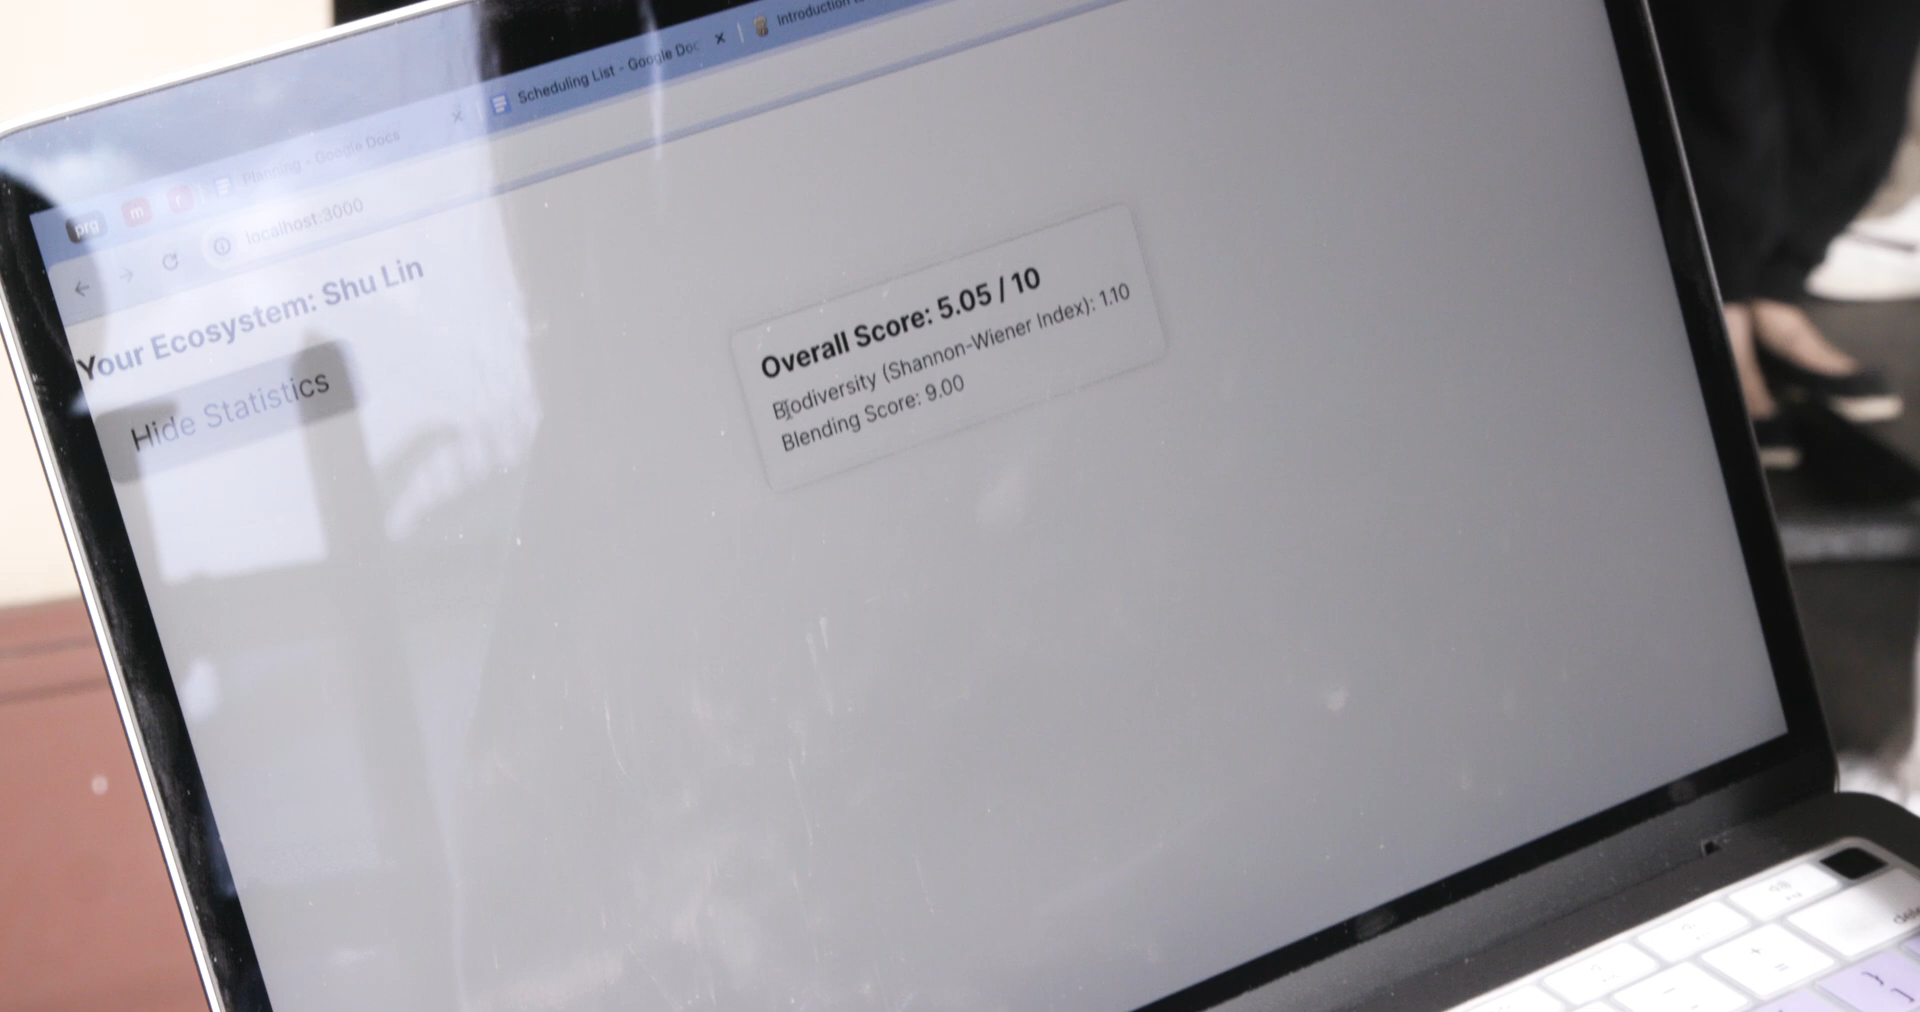 prg m r Planning - Google Docs Scheduling List - Google Doc Introduction
localhost:3000
Your Ecosystem: Shu Lin
Hide Statistics
Overall Score: 5.05 / 10
Biodiversity (Shannon-Wiener Index): 1.10
Blending Score: 9.00